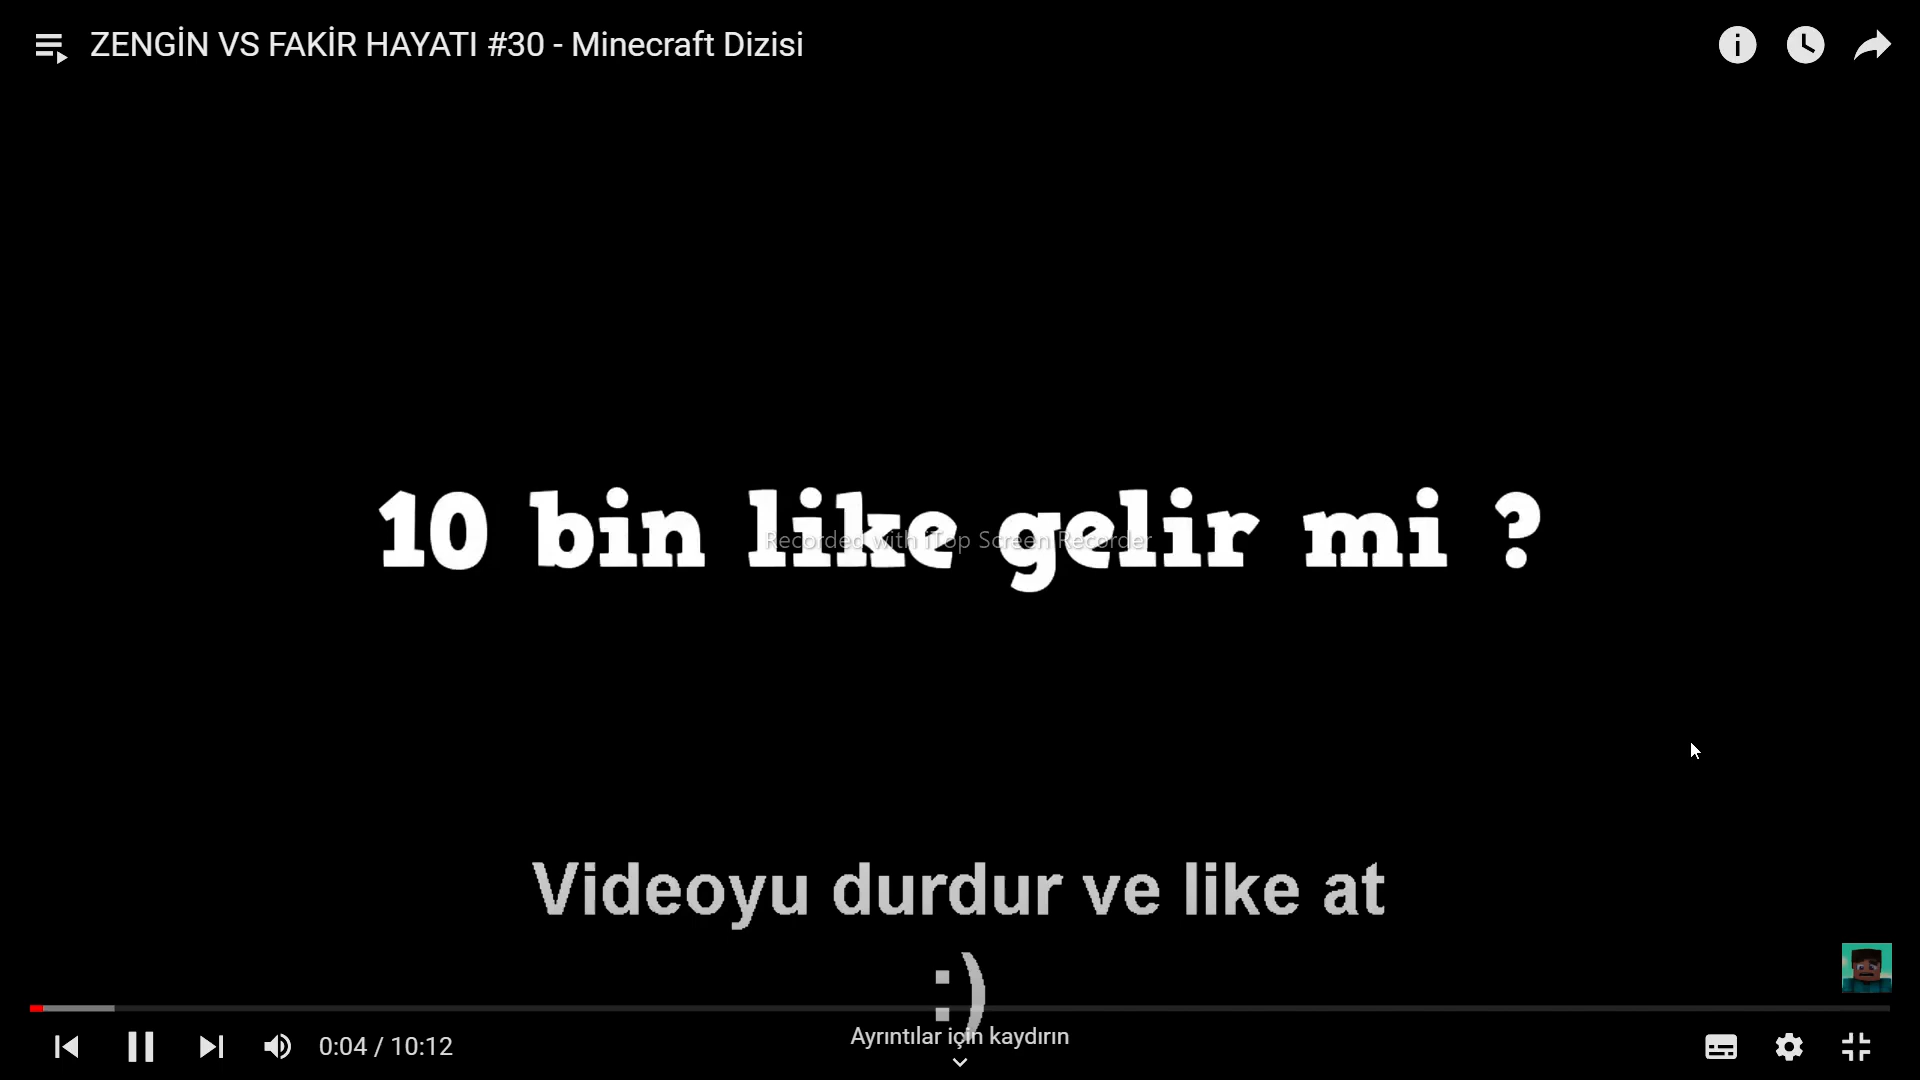 ZENGİN VS FAKİR HAYATI #30 - Minecraft Dizisi
10 bin like gelir mi ?
Recorded with iTop Screen Recorder
Videoyu durdur ve like at
:)
Ayrıntılar için kaydırın
0:04 / 10:12